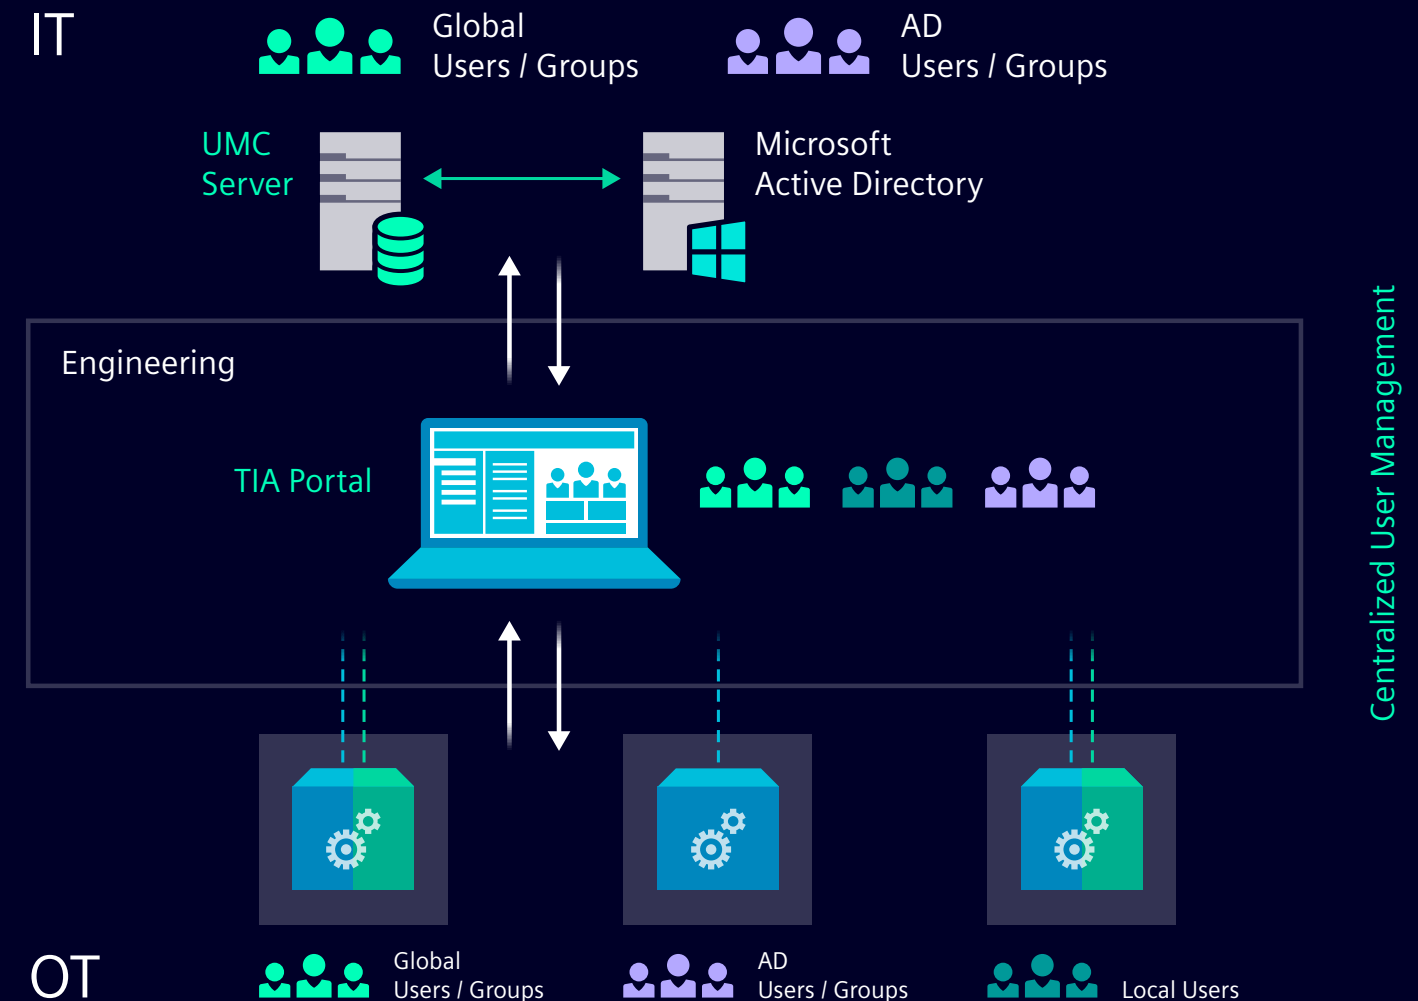 IT
Global
Users / Groups
AD
Users / Groups
UMC
Server
Microsoft
Active Directory
Engineering
TIA Portal
Centralized User Management
OT
Global
Users / Groups
AD
Users / Groups
Local Users